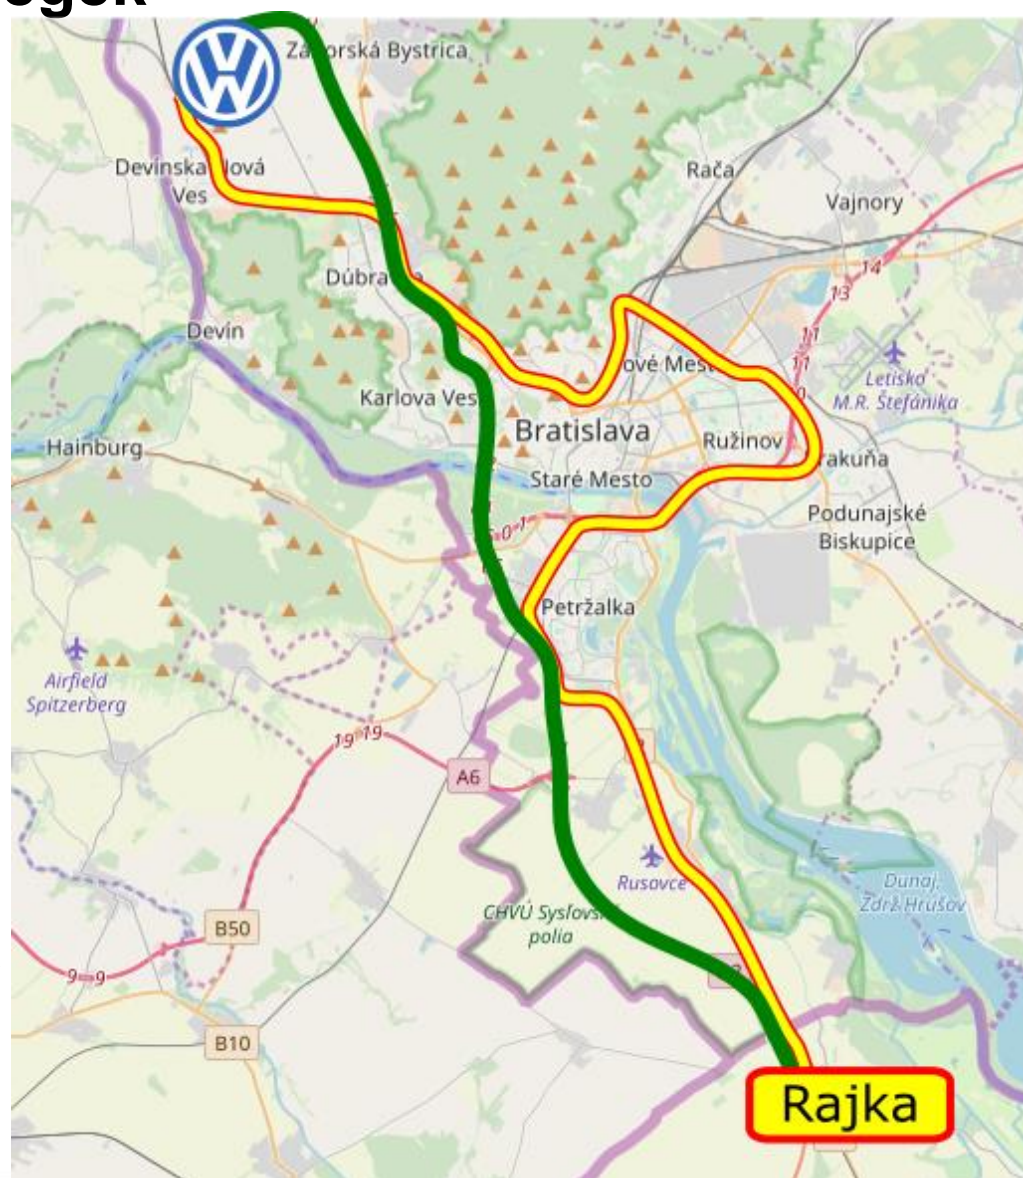 Záhorská Bystrica
Devínska Nová
Ves
Rača
Vajnory
14
13
Dúbravka
11
11
Devín
Nové Mesto
Letisko
M.R. Štefánika
Karlova Ves
Bratislava
Ružinov
Hainburg
Vrakuňa
Staré Mesto
Podunajské
Biskupice
Petržalka
Airfield
Spitzerberg
19 19
A6
Rusovce
Dunaj,
Zdrž Hrušov
CHVÚ Sysľovské
polia
B50
9 9
B10
Rajka